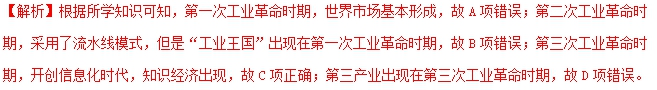 【解析】根据所学知识可知，第一次工业革命时期，世界市场基本形成，故 A 项错误；第二次工业革命时
期，采用了流水线模式，但是“工业王国”出现在第一次工业革命时期，故 B 项错误；第三次工业革命时
期，开创信息化时代，知识经济出现，故 C 项正确；第三产业出现在第三次工业革命时期，故 D 项错误。